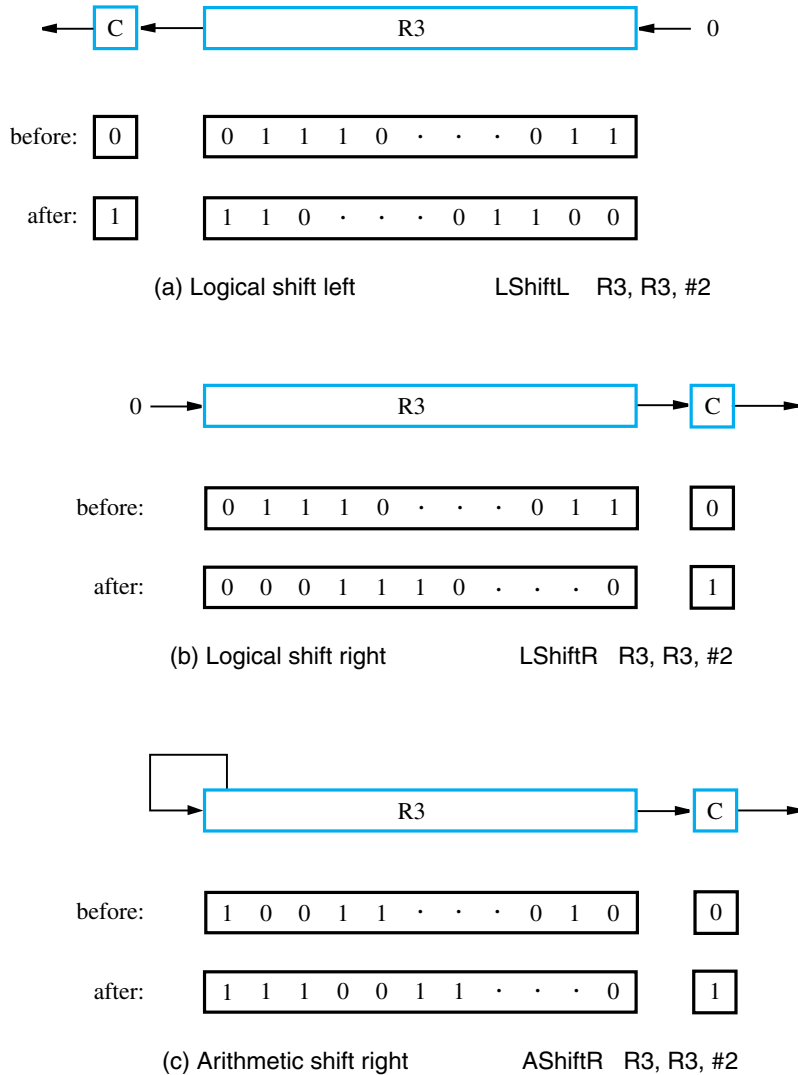 C R3 0
before: 0 0 1 1 1 0 · · · 0 1 1
after: 1 1 1 0 · · · 0 1 1 0 0
(a) Logical shift left LShiftL R3, R3, #2
0 R3 C
before: 0 1 1 1 0 · · · 0 1 1 0
after: 0 0 0 1 1 1 0 · · · 0 1
(b) Logical shift right LShiftR R3, R3, #2
R3 C
before: 1 0 0 1 1 · · · 0 1 0 0
after: 1 1 1 0 0 1 1 · · · 0 1
(c) Arithmetic shift right AShiftR R3, R3, #2